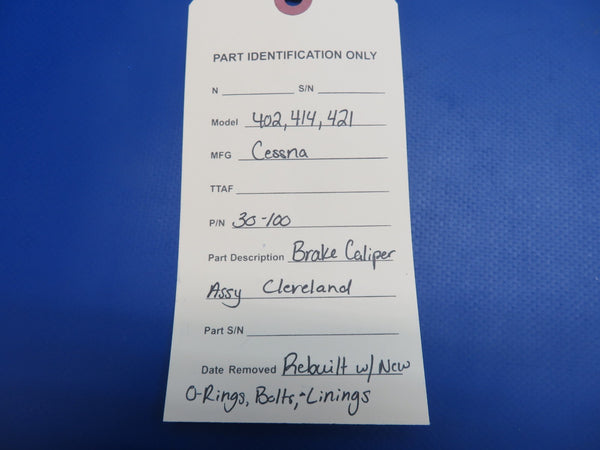 PART IDENTIFICATION ONLY
N S/N
Model 402, 414, 421
MFG Cessna
TTAF
P/N 30-100
Part Description Brake Caliper
Assy Cleveland
Part S/N
Date Removed Rebuilt w/ New
O-Rings, Bolts, + Linings